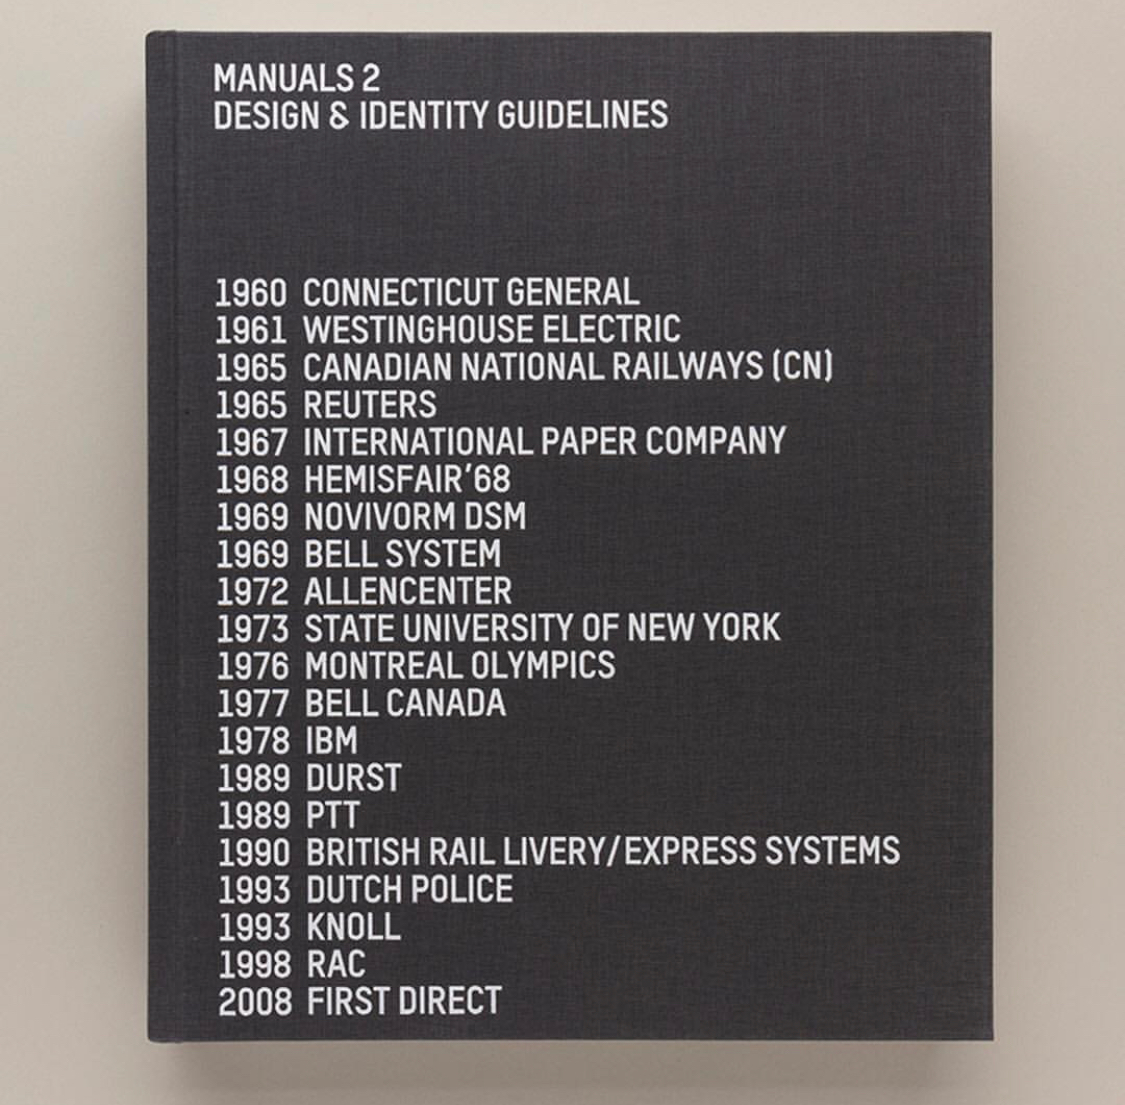 MANUALS 2
DESIGN & IDENTITY GUIDELINES
1960 CONNECTICUT GENERAL
1961 WESTINGHOUSE ELECTRIC
1965 CANADIAN NATIONAL RAILWAYS (CN)
1965 REUTERS
1967 INTERNATIONAL PAPER COMPANY
1968 HEMISFAIR'68
1969 NOVIVORM DSM
1969 BELL SYSTEM
1972 ALLENCENTER
1973 STATE UNIVERSITY OF NEW YORK
1976 MONTREAL OLYMPICS
1977 BELL CANADA
1978 IBM
1989 DURST
1989 PTT
1990 BRITISH RAIL LIVERY/EXPRESS SYSTEMS
1993 DUTCH POLICE
1993 KNOLL
1998 RAC
2008 FIRST DIRECT